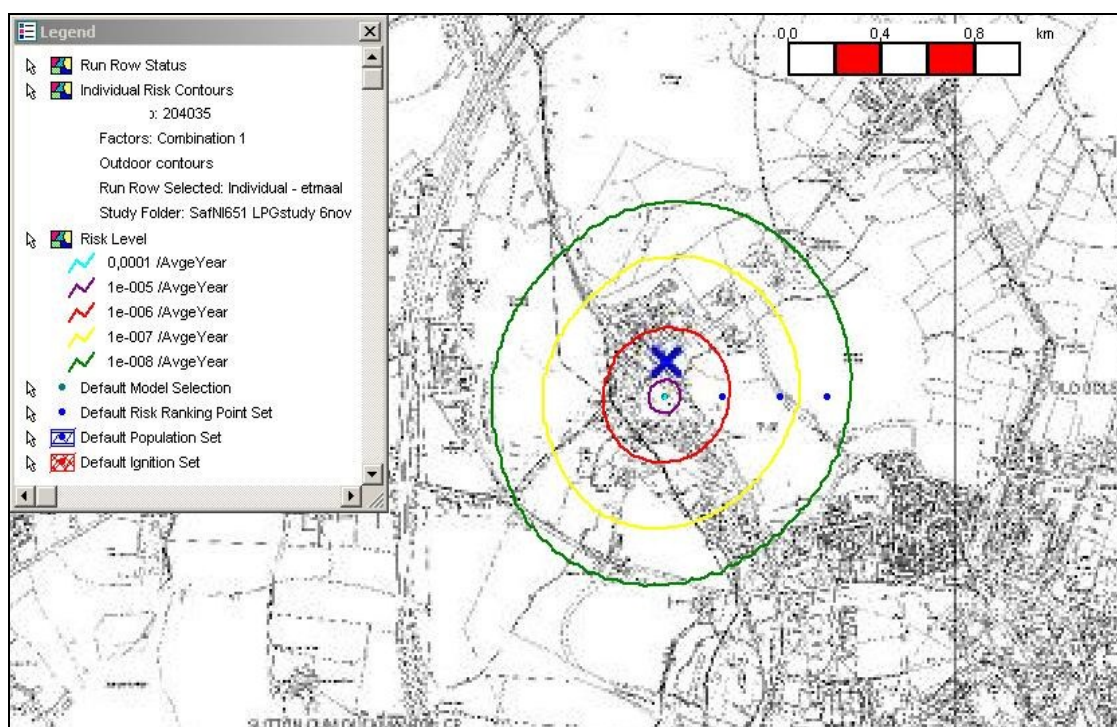 Legend
Run Row Status
Individual Risk Contours
: 204035
Factors: Combination 1
Outdoor contours
Run Row Selected: Individual - etmaal
Study Folder: SafNl651 LPGstudy 6nov
Risk Level
0,0001 /AvgeYear
1e-005 /AvgeYear
1e-006 /AvgeYear
1e-007 /AvgeYear
1e-008 /AvgeYear
Default Model Selection
Default Risk Ranking Point Set
Default Population Set
Default Ignition Set
0,0 0,4 0,8 km